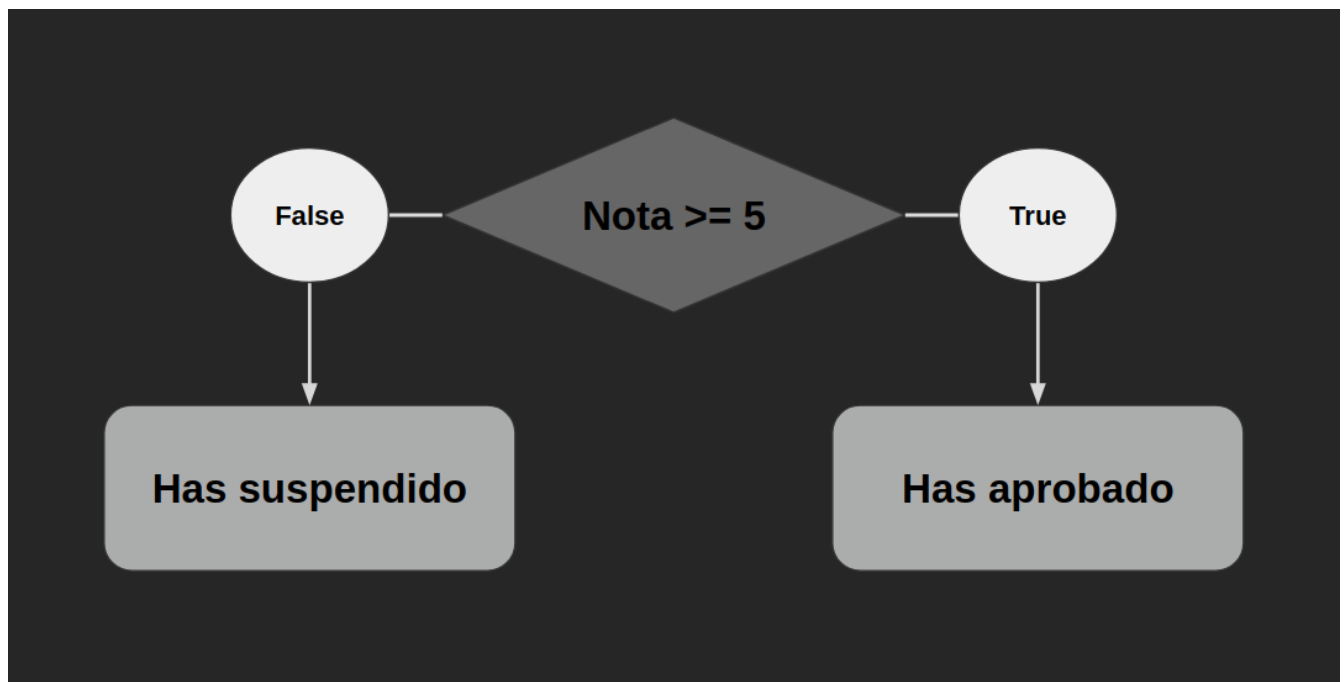 False
Nota >= 5
True
Has suspendido
Has aprobado